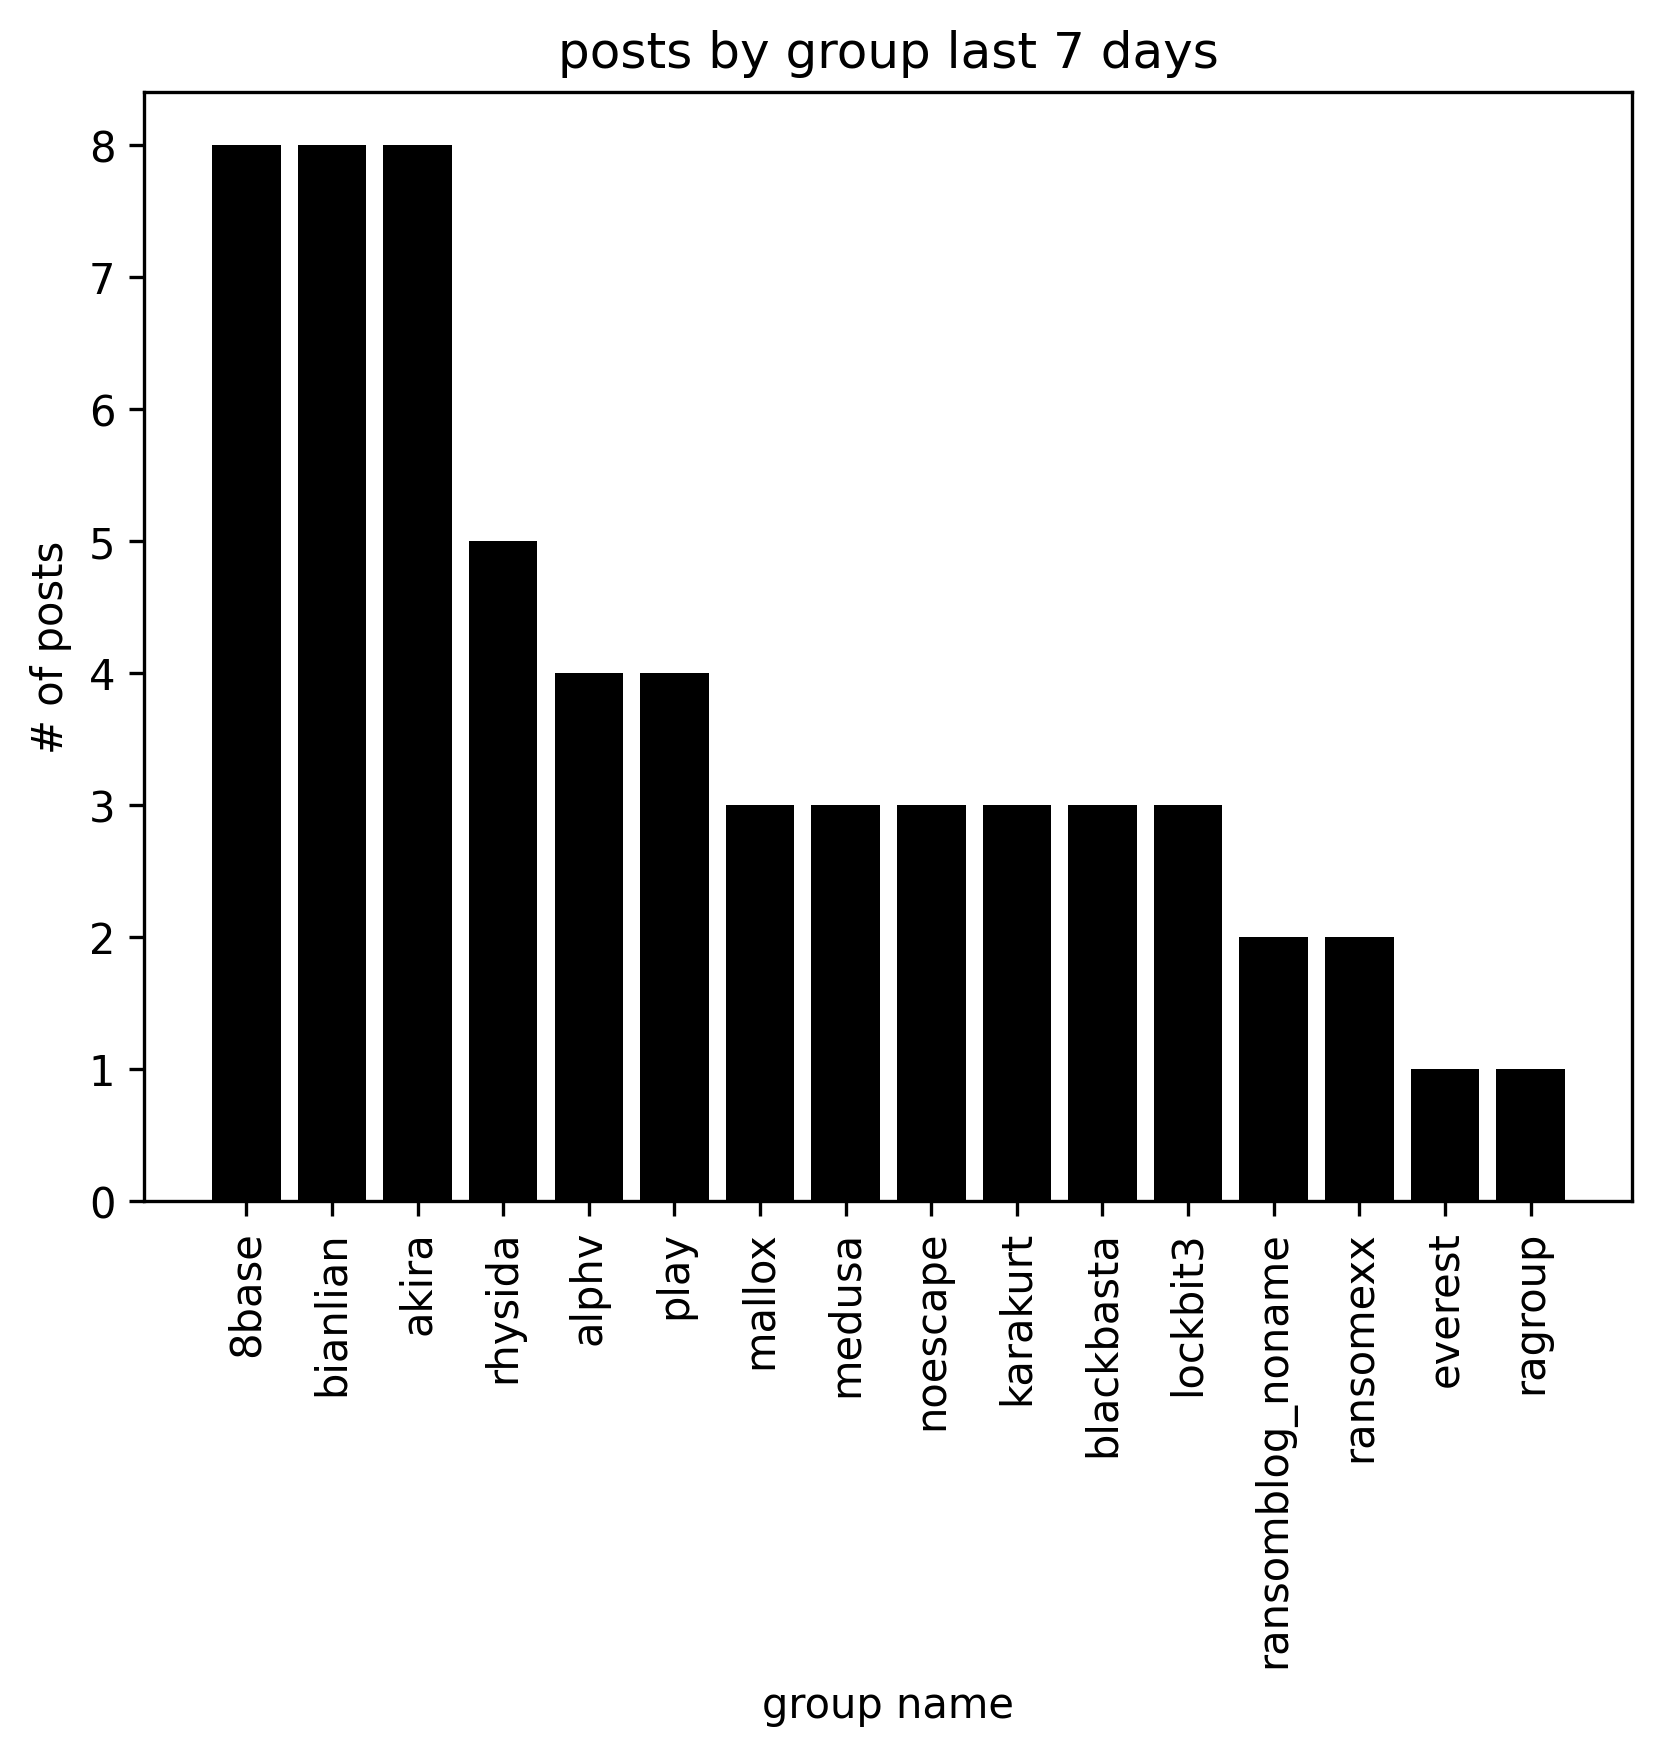 posts by group last 7 days
# of posts
8
7
6
5
4
3
2
1
0
8base
bianlian
akira
rhysida
alphv
play
mallox
medusa
noescape
karakurt
blackbasta
lockbit3
ransomblog_noname
ransomexx
everest
ragroup
group name